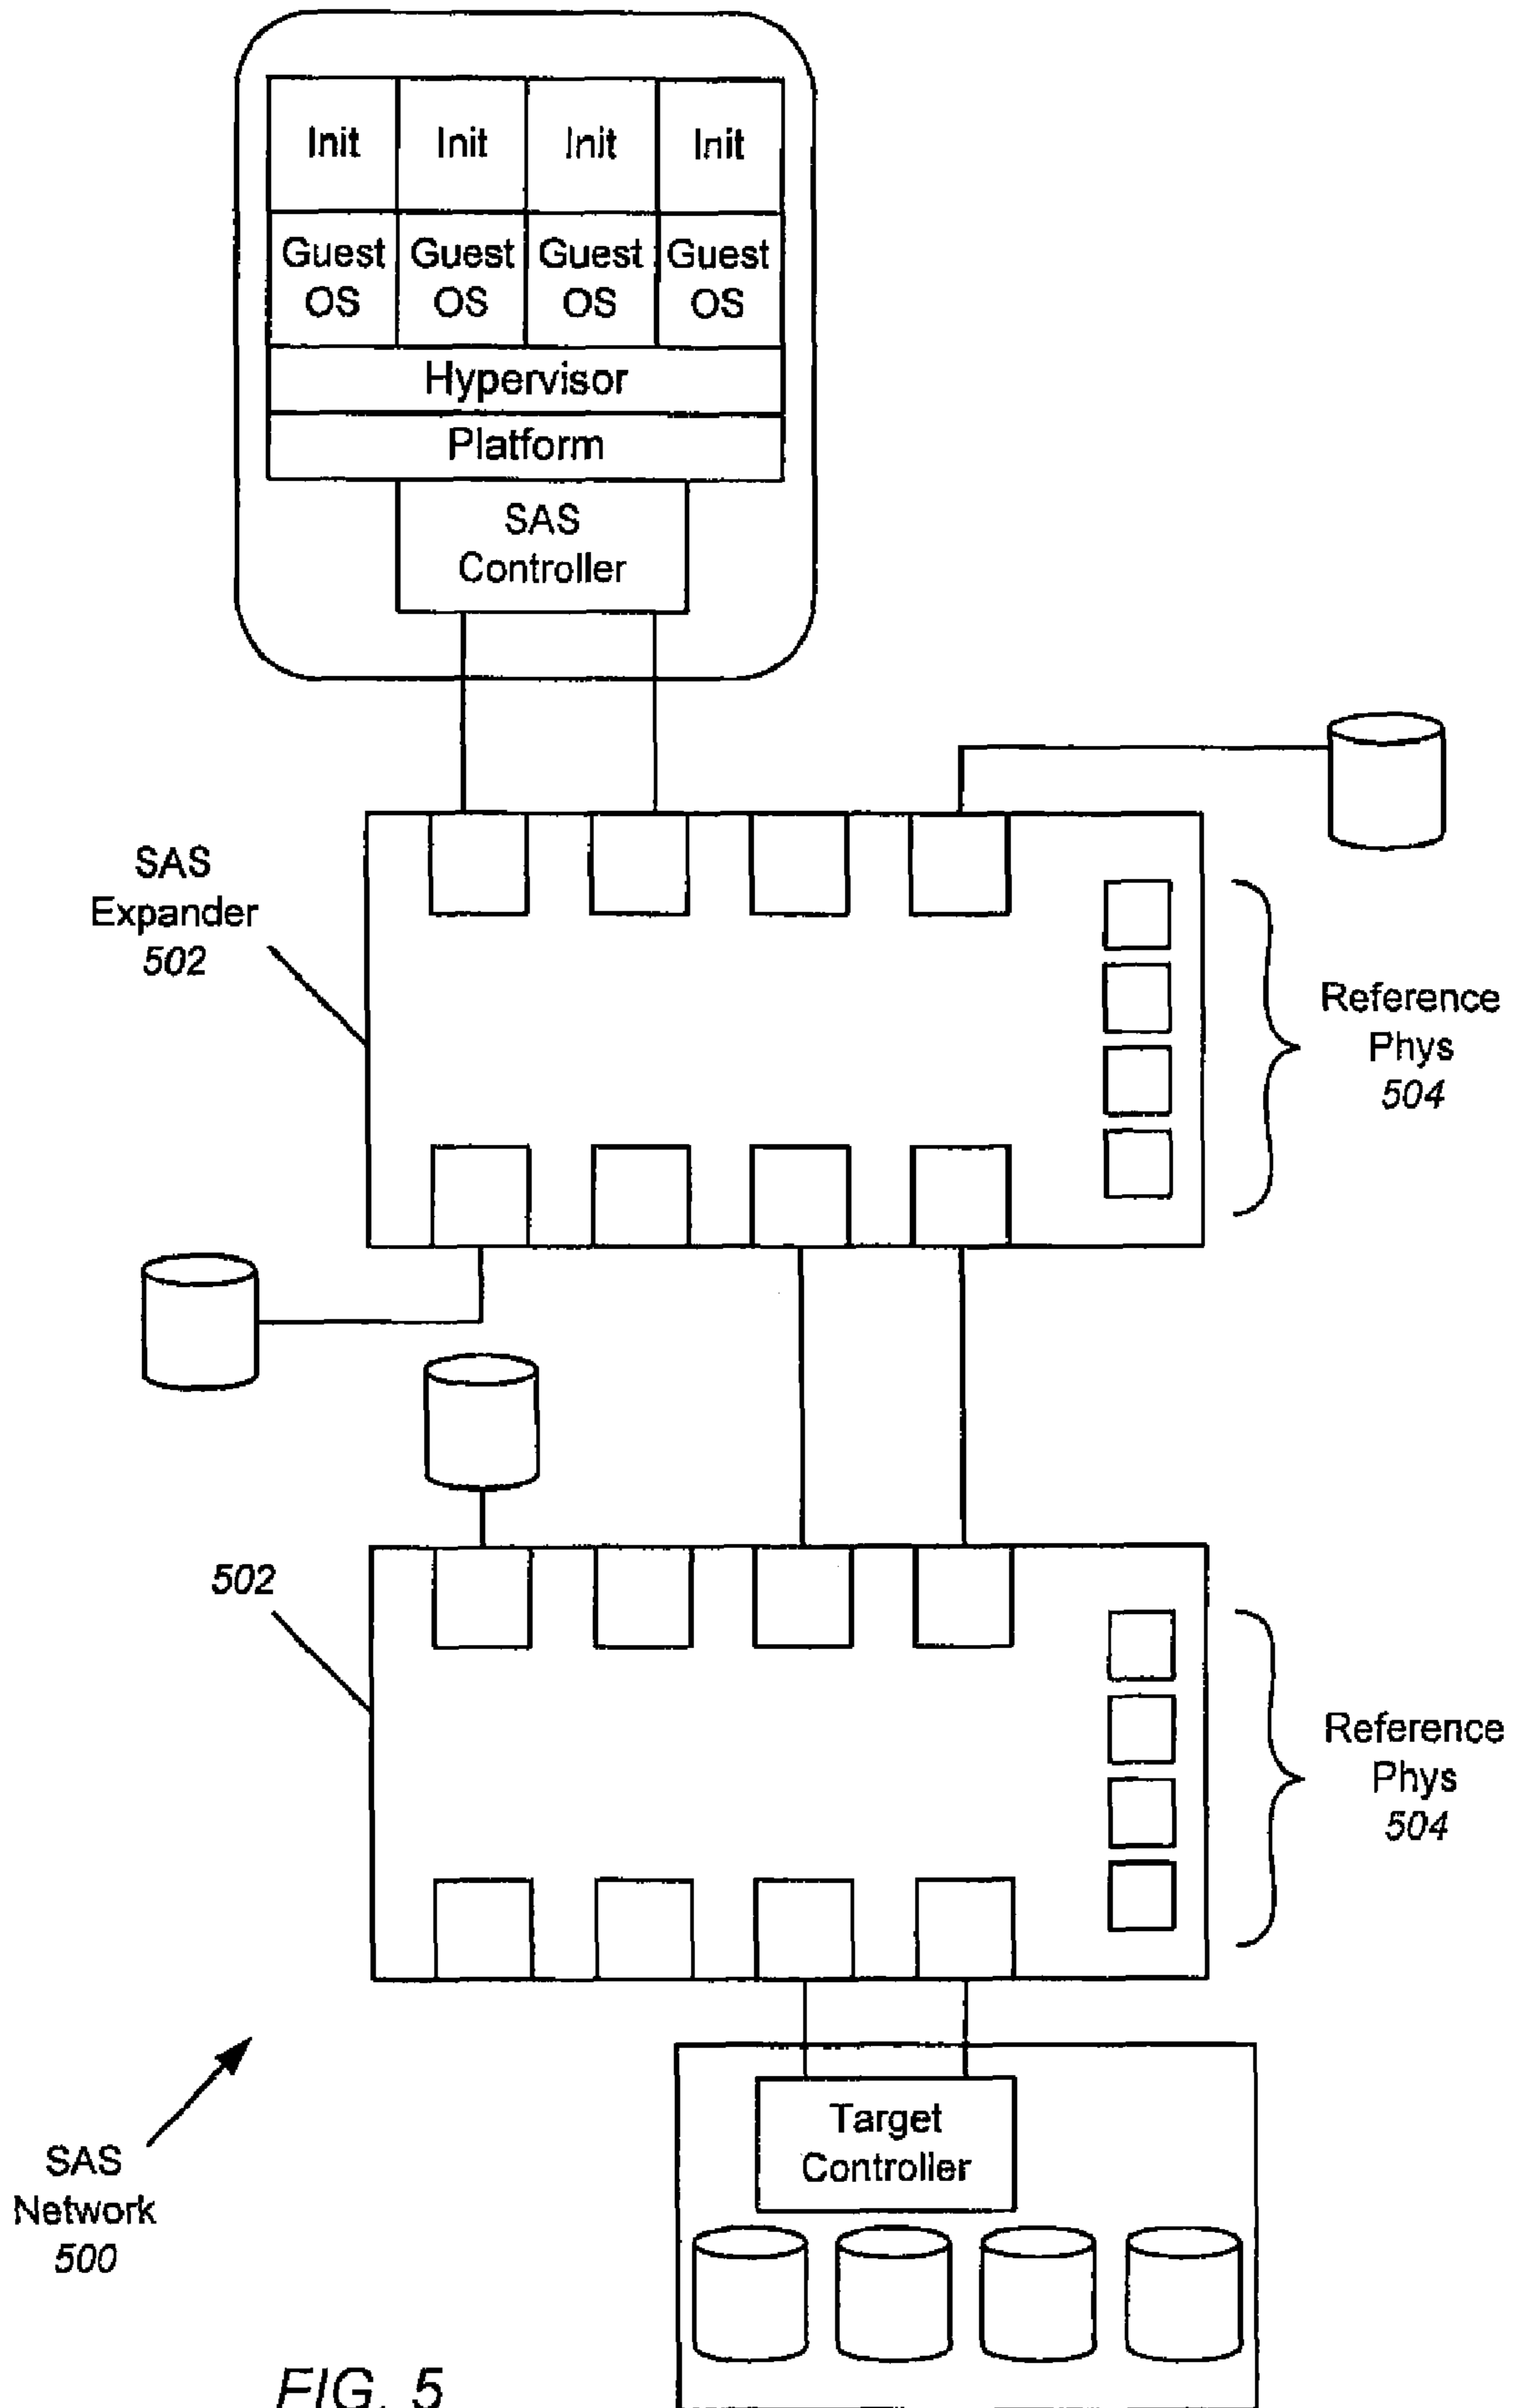 Init Init Init Init
Guest Guest Guest Guest
OS OS OS OS
Hypervisor
Platform
SAS
Controller
SAS
Expander
502
Reference
Phys
504
502
Reference
Phys
504
Target
Controller
SAS
Network
500
FIG. 5